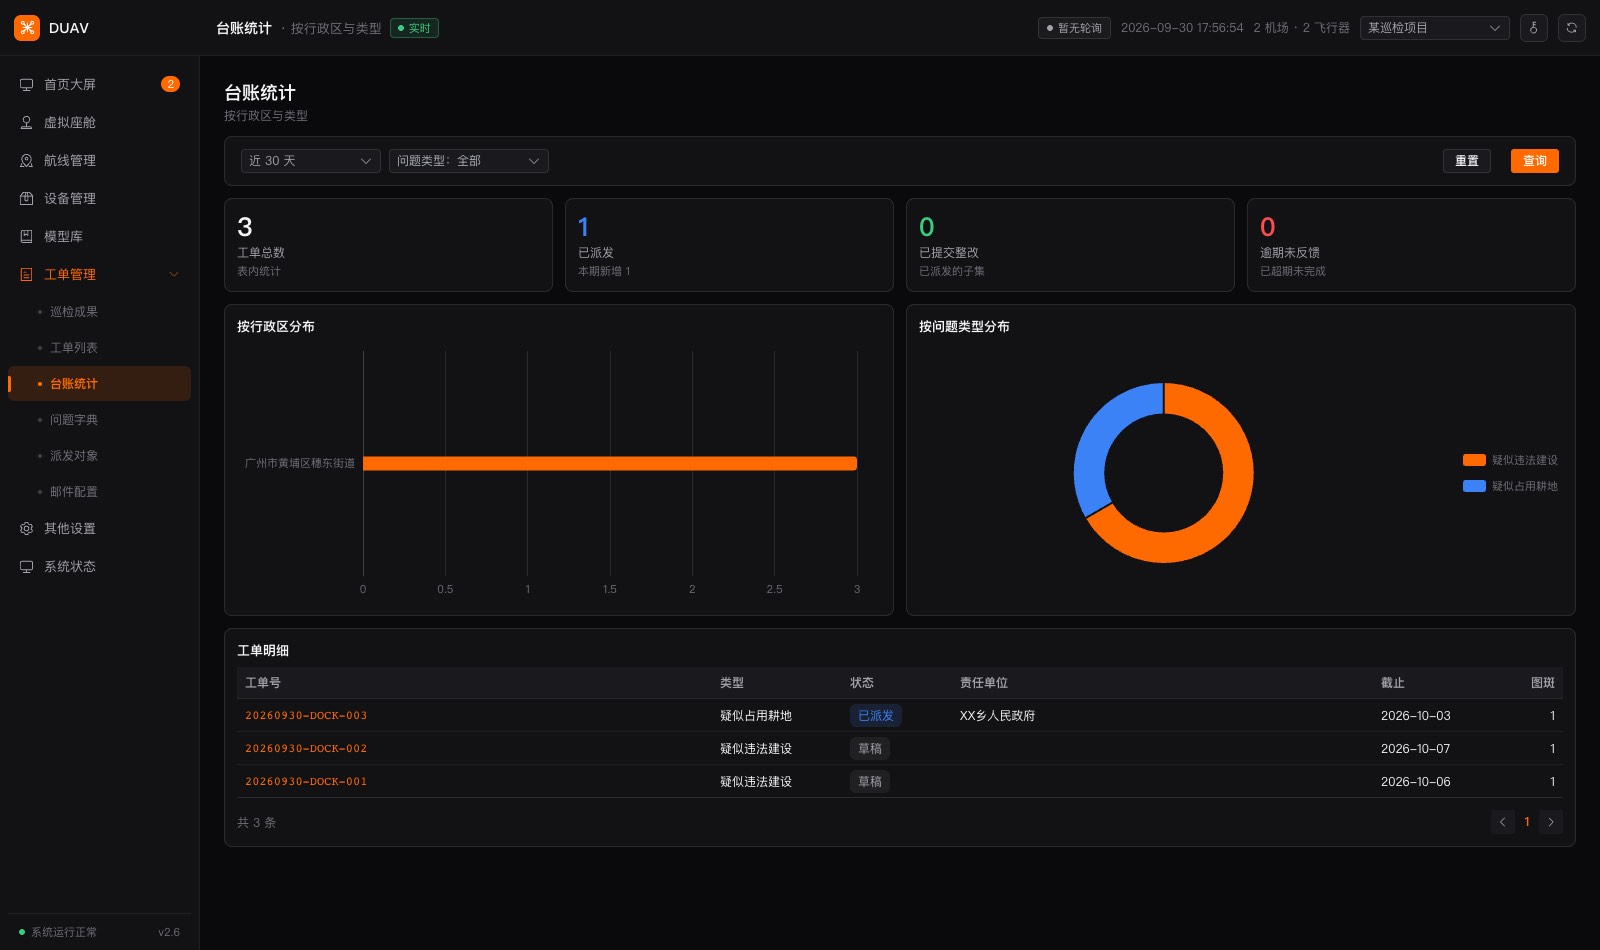 DUAV
台账统计 · 按行政区与类型 实时
暂无轮询 2026-09-30 17:56:54 2 机场 · 2 飞行器 某巡检项目
首页大屏 2
虚拟座舱
航线管理
设备管理
模型库
工单管理
巡检成果
工单列表
台账统计
问题字典
派发对象
邮件配置
其他设置
系统状态
系统运行正常 v2.6
台账统计
按行政区与类型
近 30 天 问题类型：全部 重置 查询
3
工单总数
表内统计
1
已派发
本期新增 1
0
已提交整改
已派发的子集
0
逾期未反馈
已超期未完成
按行政区分布
广州市黄埔区穗东街道
0 0.5 1 1.5 2 2.5 3
按问题类型分布
疑似违法建设
疑似占用耕地
工单明细
工单号 类型 状态 责任单位 截止 图斑
20260930-DOCK-003 疑似占用耕地 已派发 XX乡人民政府 2026-10-03 1
20260930-DOCK-002 疑似违法建设 草稿 2026-10-07 1
20260930-DOCK-001 疑似违法建设 草稿 2026-10-06 1
共 3 条 1